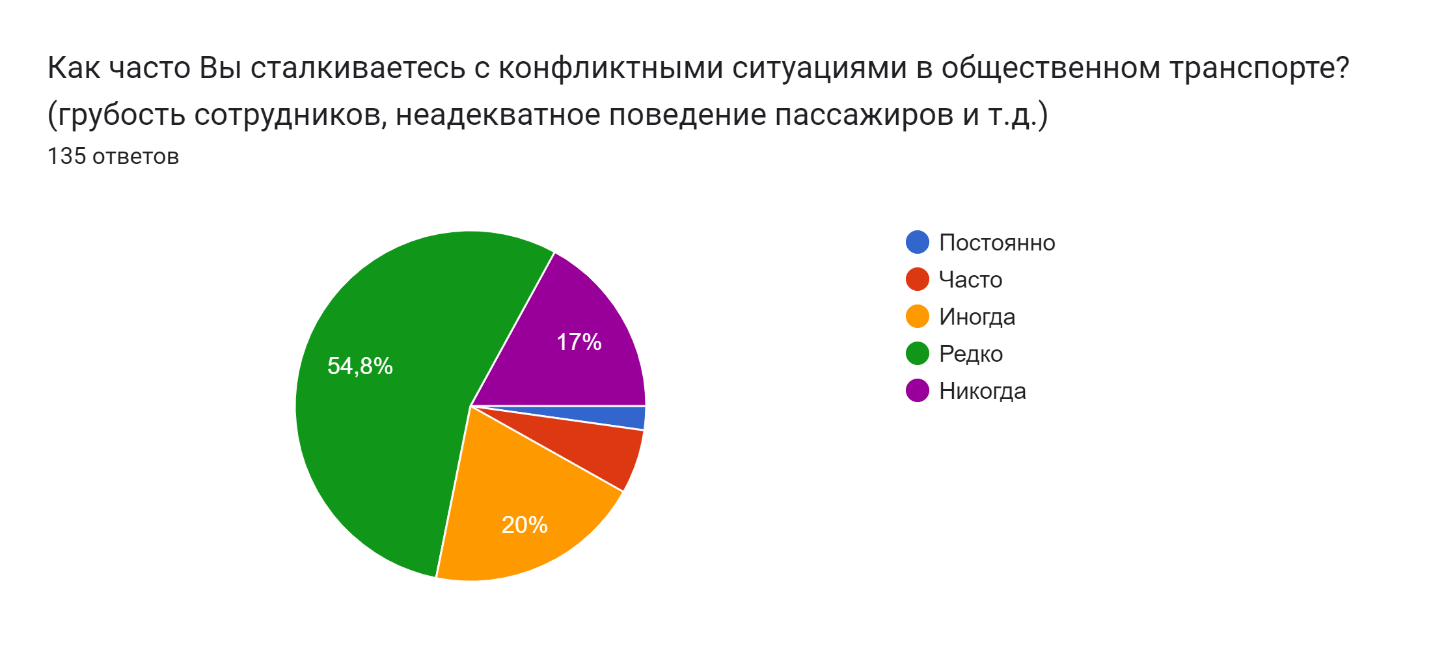 Как часто Вы сталкиваетесь с конфликтными ситуациями в общественном транспорте?
(грубость сотрудников, неадекватное поведение пассажиров и т.д.)
135 ответов
Постоянно
Часто
Иногда
Редко
Никогда
17%
54,8%
20%